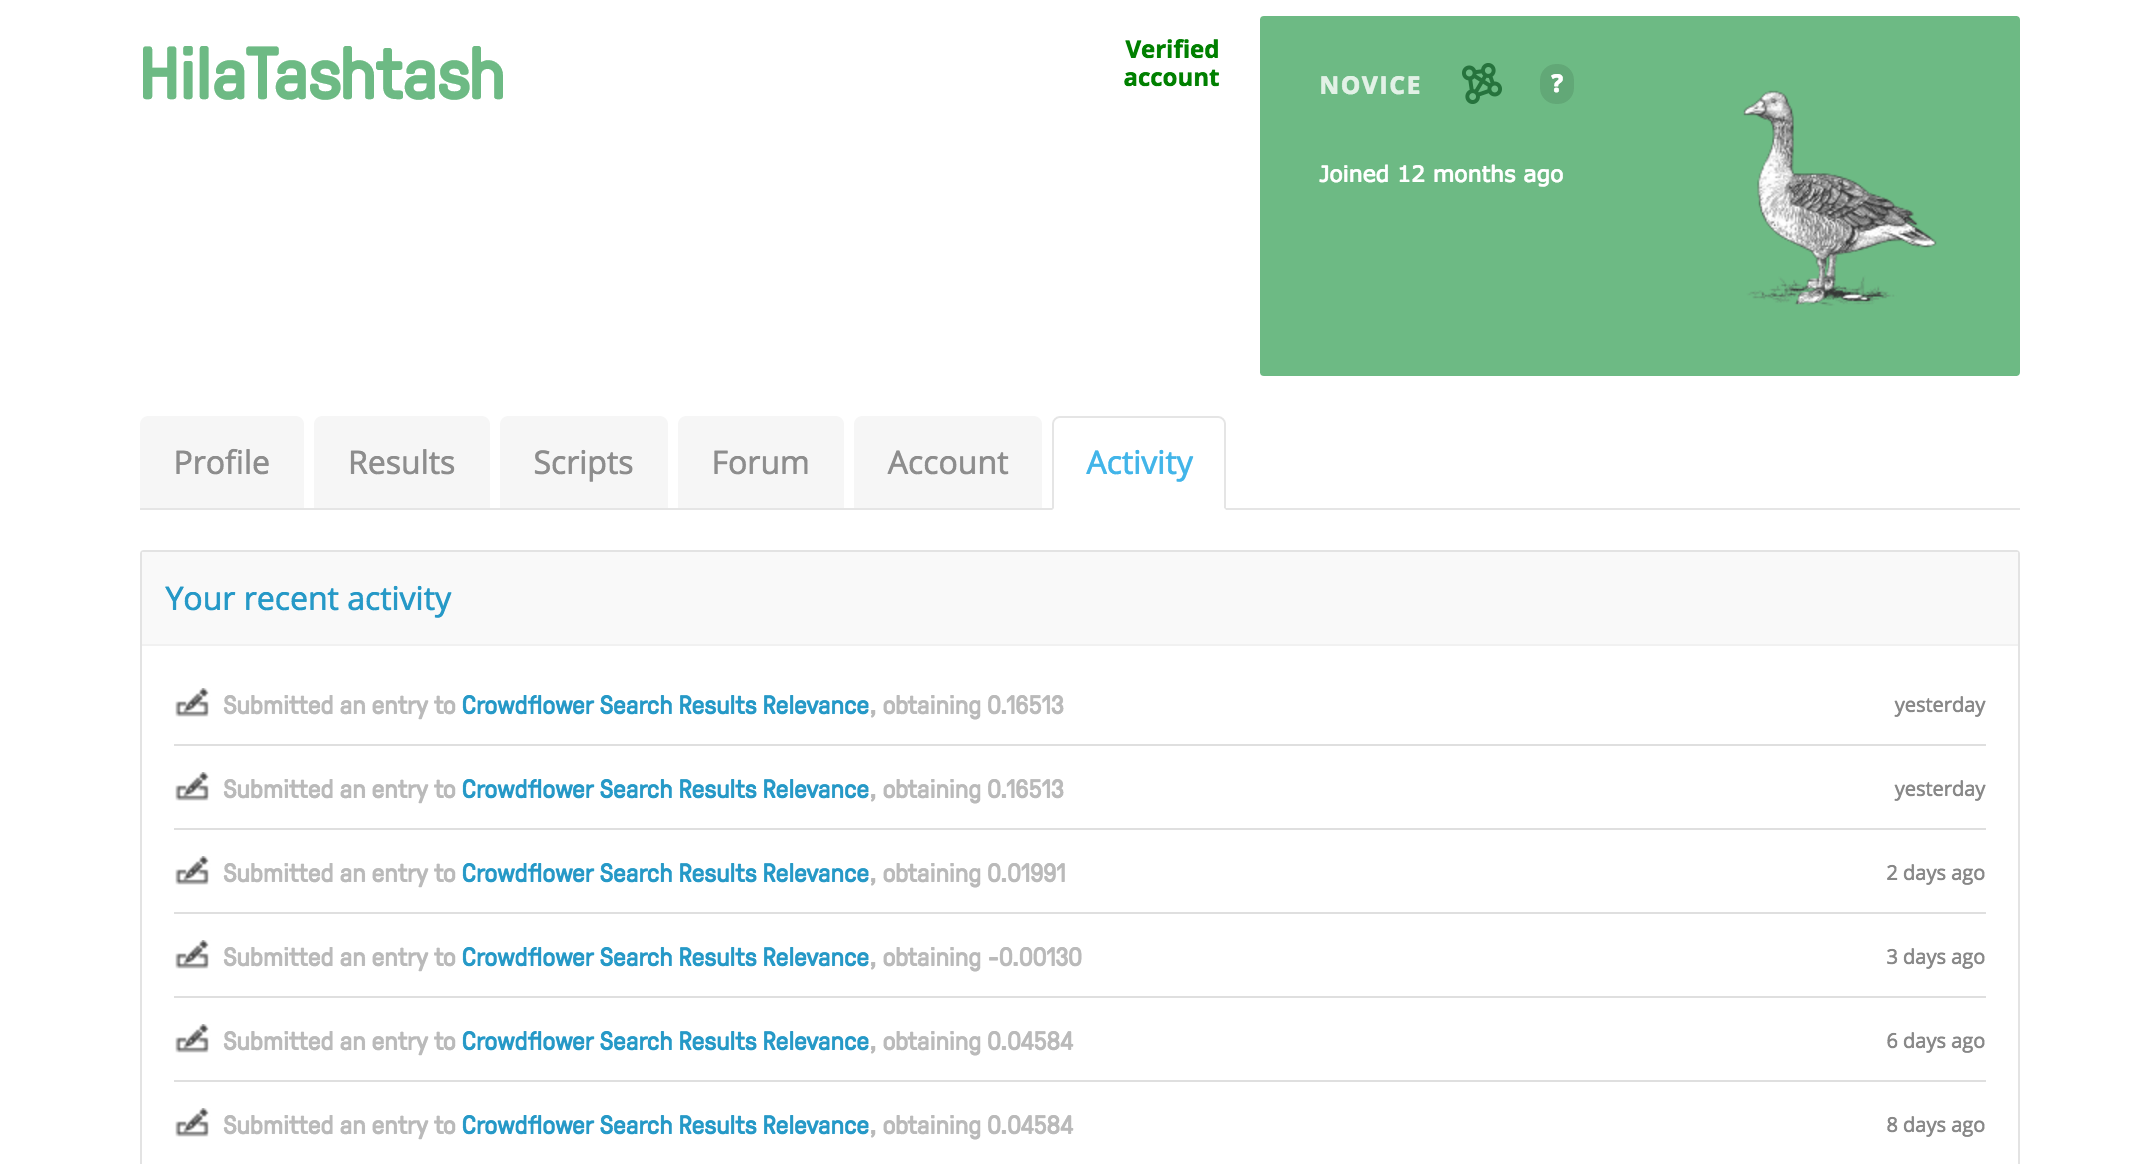 HilaTashtash
Verified
account
NOVICE ?
Joined 12 months ago
Profile Results Scripts Forum Account Activity
Your recent activity
Submitted an entry to Crowdflower Search Results Relevance, obtaining 0.16513 yesterday
Submitted an entry to Crowdflower Search Results Relevance, obtaining 0.16513 yesterday
Submitted an entry to Crowdflower Search Results Relevance, obtaining 0.01991 2 days ago
Submitted an entry to Crowdflower Search Results Relevance, obtaining -0.00130 3 days ago
Submitted an entry to Crowdflower Search Results Relevance, obtaining 0.04584 6 days ago
Submitted an entry to Crowdflower Search Results Relevance, obtaining 0.04584 8 days ago